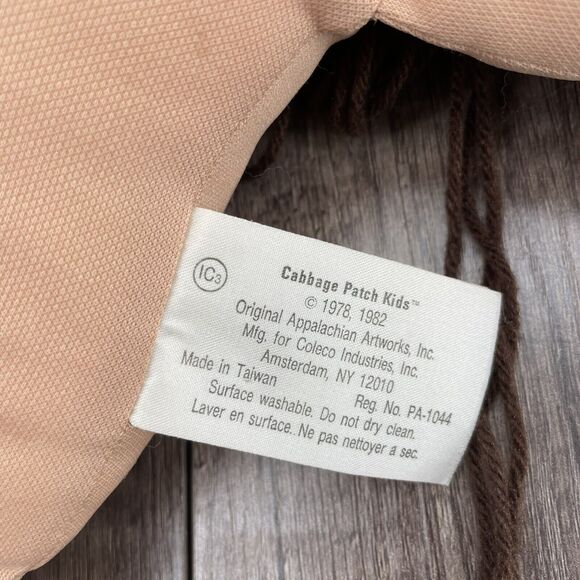 IC3
Cabbage Patch Kids™
© 1978, 1982
Original Appalachian Artworks, Inc.
Mfg. for Coleco Industries, Inc.
Amsterdam, NY 12010
Made in Taiwan Reg. No. PA-1044
Surface washable. Do not dry clean.
Laver en surface. Ne pas nettoyer à sec.